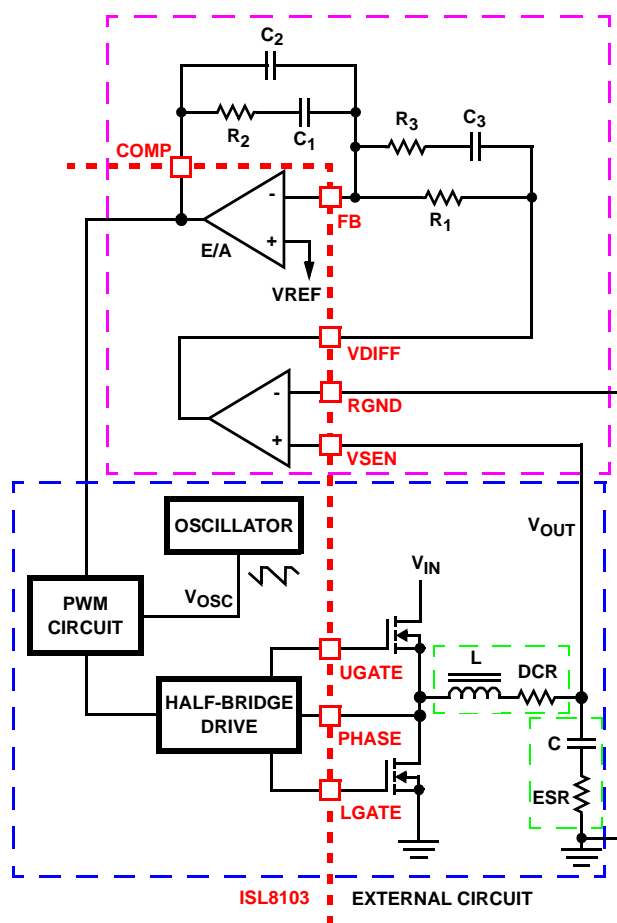 C2
R2
C1
R3
C3
R1
COMP
-
+
E/A
FB
VREF
VDIFF
-
+
RGND
VSEN
OSCILLATOR
VOSC
PWM
CIRCUIT
HALF-BRIDGE
DRIVE
VIN
VOUT
UGATE
PHASE
LGATE
L
DCR
C
ESR
ISL8103
EXTERNAL CIRCUIT